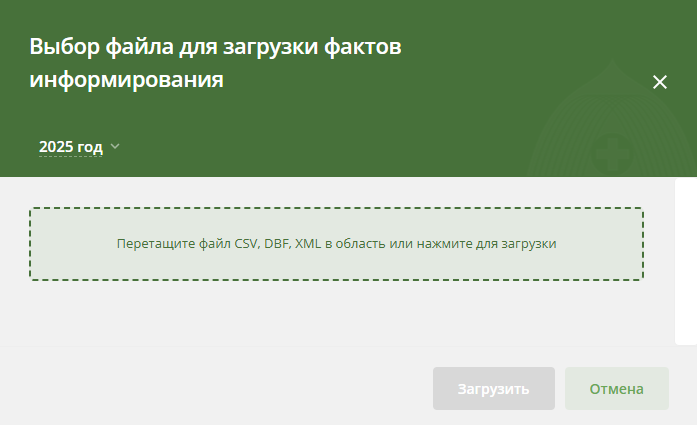 Выбор файла для загрузки фактов
информирования
2025 год
Перетащите файл CSV, DBF, XML в область или нажмите для загрузки
Загрузить
Отмена